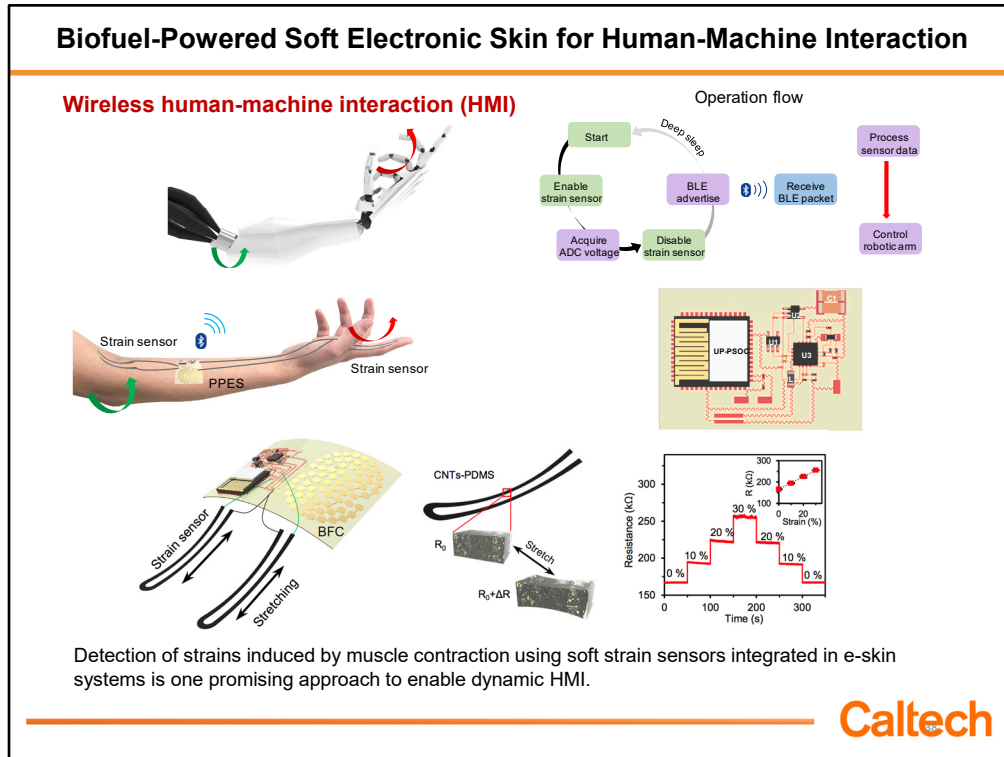 Biofuel-Powered Soft Electronic Skin for Human-Machine Interaction
Wireless human-machine interaction (HMI)
Operation flow
Start
Deep sleep
Enable
strain sensor
BLE
advertise
Receive
BLE packet
Acquire
ADC voltage
Disable
strain sensor
Process
sensor data
Control
robotic arm
Strain sensor
PPES
Strain sensor
UP-PSOC
U1
U2
C1
U3
BFC
Strain sensor
Stretching
CNTs-PDMS
R0
Stretch
R0+ΔR
Resistance (kΩ)
300
250
200
150
0 %
10 %
20 %
30 %
20 %
10 %
0 %
0
100
200
300
Time (s)
R (kΩ)
300
200
100
0
20
Strain (%)
Detection of strains induced by muscle contraction using soft strain sensors integrated in e-skin
systems is one promising approach to enable dynamic HMI.
Caltech